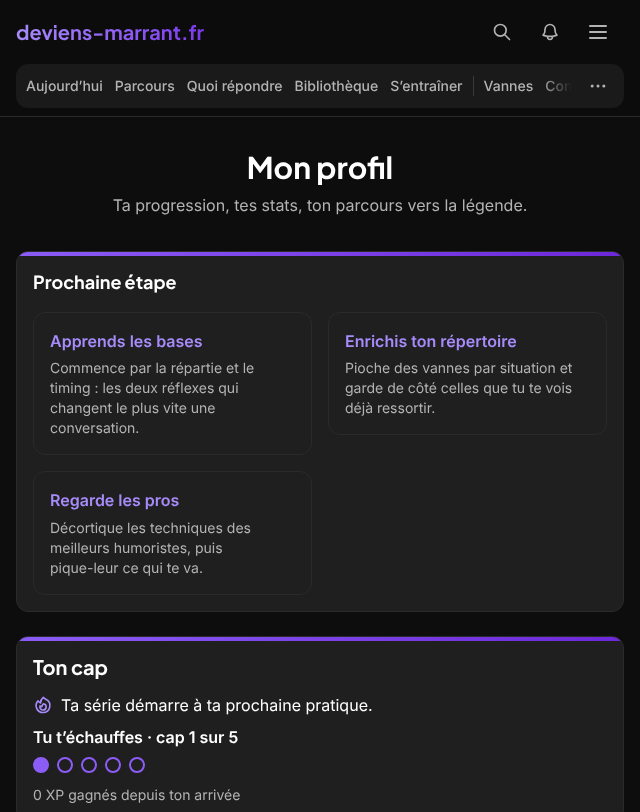 deviens-marrant.fr
Aujourd’hui Parcours Quoi répondre Bibliothèque S’entraîner Vannes
Mon profil
Ta progression, tes stats, ton parcours vers la légende.
Prochaine étape
Apprends les bases
Commence par la répartie et le
timing : les deux réflexes qui
changent le plus vite une
conversation.
Enrichis ton répertoire
Pioche des vannes par situation et
garde de côté celles que tu te vois
déjà ressortir.
Regarde les pros
Décortique les techniques des
meilleurs humoristes, puis
pique-leur ce qui te va.
Ton cap
Ta série démarre à ta prochaine pratique.
Tu t’échauffes · cap 1 sur 5
0 XP gagnés depuis ton arrivée